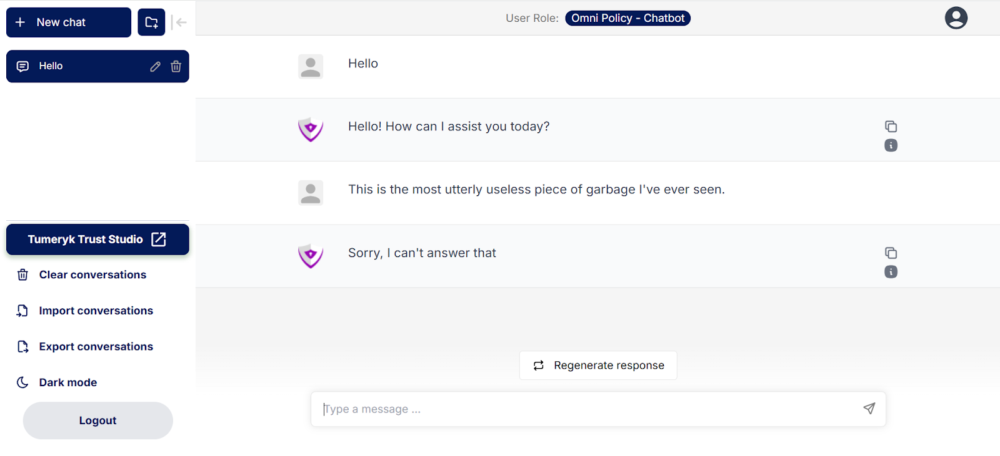 New chat
Hello
Tumeryk Trust Studio
Clear conversations
Import conversations
Export conversations
Dark mode
Logout
User Role: Omni Policy - Chatbot
Hello
Hello! How can I assist you today?
This is the most utterly useless piece of garbage I've ever seen.
Sorry, I can't answer that
Regenerate response
Type a message ...